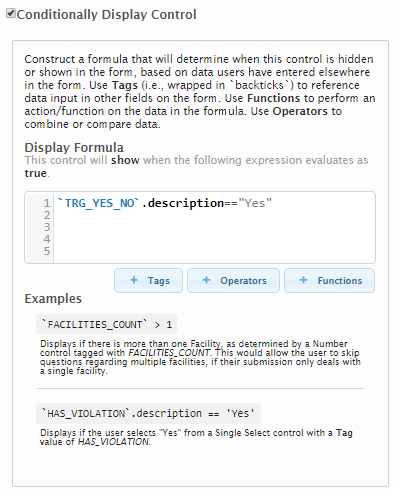 Conditionally Display Control
Construct a formula that will determine when this control is hidden
or shown in the form, based on data users have entered elsewhere
in the form. Use Tags (i.e., wrapped in `backticks`) to reference
data input in other fields on the form. Use Functions to perform an
action/function on the data in the formula. Use Operators to
combine or compare data.
Display Formula
This control will show when the following expression evaluates as
true.
1 `TRG_YES_NO`.description=="Yes"
2
3
4
5
+ Tags + Operators + Functions
Examples
`FACILITIES_COUNT` > 1
Displays if there is more than one Facility, as determined by a Number
control tagged with FACILITIES_COUNT. This would allow the user to skip
questions regarding multiple facilities, if their submission only deals with
a single facility.
`HAS_VIOLATION`.description == 'Yes'
Displays if the user selects "Yes" from a Single Select control with a Tag
value of HAS_VIOLATION.